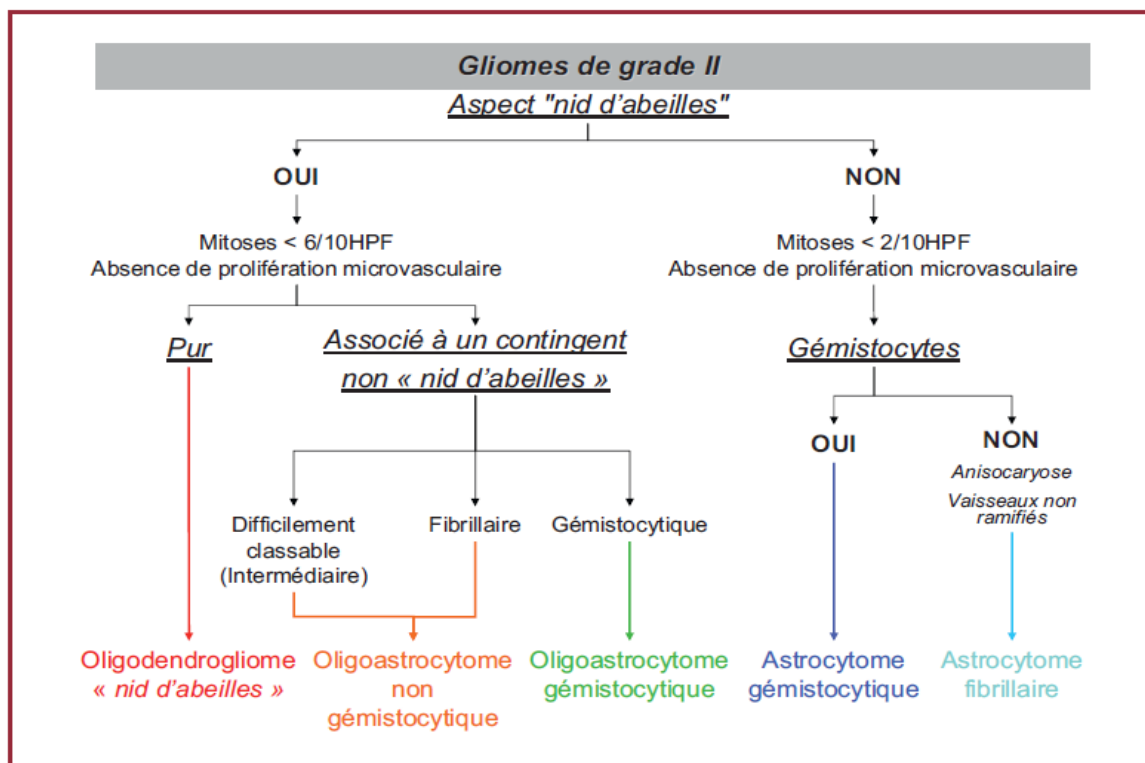 Gliomes de grade II
Aspect "nid d'abeilles"
OUI
NON
Mitoses < 6/10HPF
Absence de prolifération microvasculaire
Mitoses < 2/10HPF
Absence de prolifération microvasculaire
Pur
Associé à un contingent
non « nid d'abeilles »
Gémistocytes
OUI
NON
Anisocaryose
Vaisseaux non
ramifiés
Difficilement
classable
(Intermédiaire)
Fibrillaire
Gémistocytique
Oligodendrogliome
« nid d'abeilles »
Oligoastrocytome
non
gémistocytique
Oligoastrocytome
gémistocytique
Astrocytome
gémistocytique
Astrocytome
fibrillaire